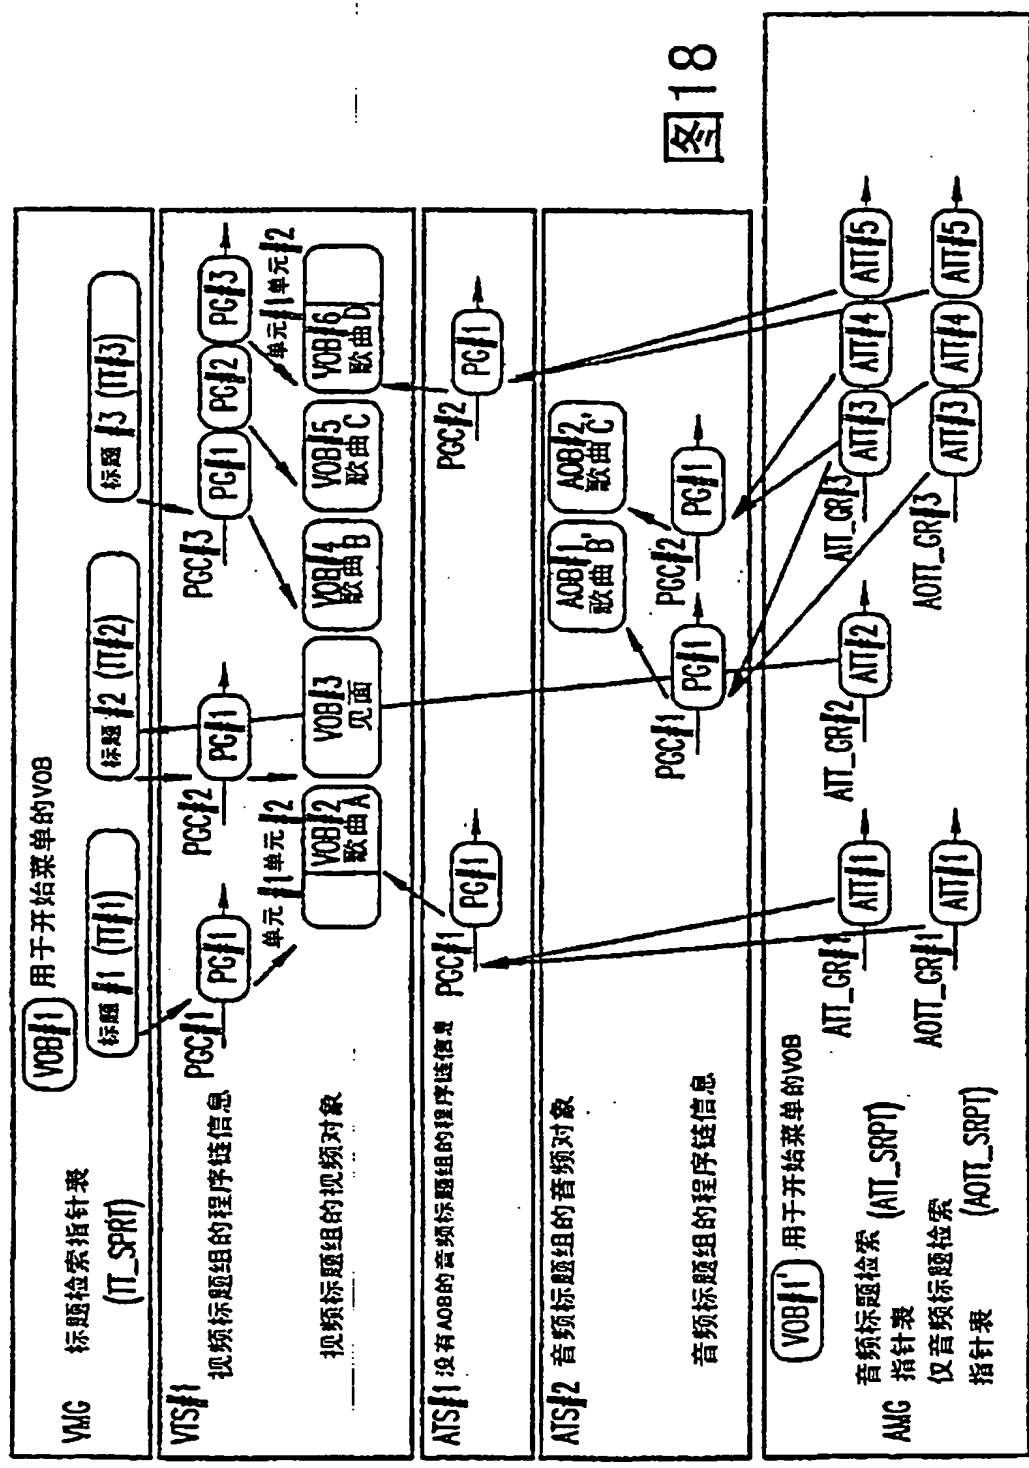 VMG
标题检索指针表
(TT_SPRT)
VOB#1 用于开始菜单的VOB
标题 #1 (TT#1)
标题 #2 (TT#2)
标题 #3 (TT#3)
VTS#1
视频标题组的程序链信息
PGC#1
PG#1
PGC#2
PG#1
PGC#3
PG#1
PG#2
PG#3
视频标题组的视频对象
单元#1单元#2
VOB#2
歌曲A
VOB#3
见面
VOB#4
歌曲B
VOB#5
歌曲C
单元#1单元#2
VOB#6
歌曲D
ATS#1 没有AOB的音频标题组的程序链信息
PGC#1
PG#1
PGC#2
PG#1
ATS#2 音频标题组的音频对象
AOB#1
歌曲B'
AOB#2
歌曲C'
音频标题组的程序链信息
PGC#1
PG#1
PGC#2
PG#1
图18
AMG
VOB#1' 用于开始菜单的VOB
音频标题检索
指针表
(ATT_SRPT)
ATT_GR#1
ATT#1
ATT_GR#2
ATT#2
ATT_GR#3
ATT#3
ATT#4
ATT#5
仅音频标题检索
指针表
(AOTT_SRPT)
AOTT_GR#1
ATT#1
AOTT_GR#3
ATT#3
ATT#4
ATT#5